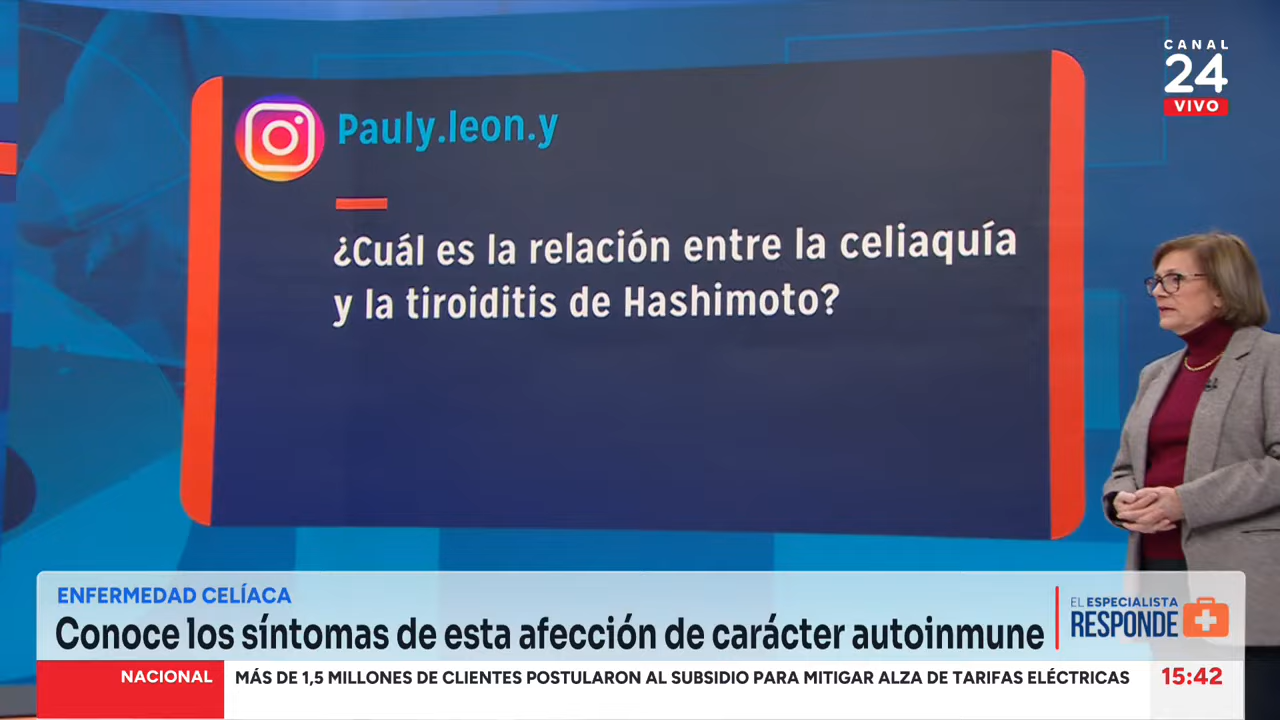 CANAL
24
VIVO
Pauly.leon.y
¿Cuál es la relación entre la celiaquía
y la tiroiditis de Hashimoto?
ENFERMEDAD CELÍACA
Conoce los síntomas de esta afección de carácter autoinmune
EL ESPECIALISTA
RESPONDE
NACIONAL
MÁS DE 1,5 MILLONES DE CLIENTES POSTULARON AL SUBSIDIO PARA MITIGAR ALZA DE TARIFAS ELÉCTRICAS
15:42